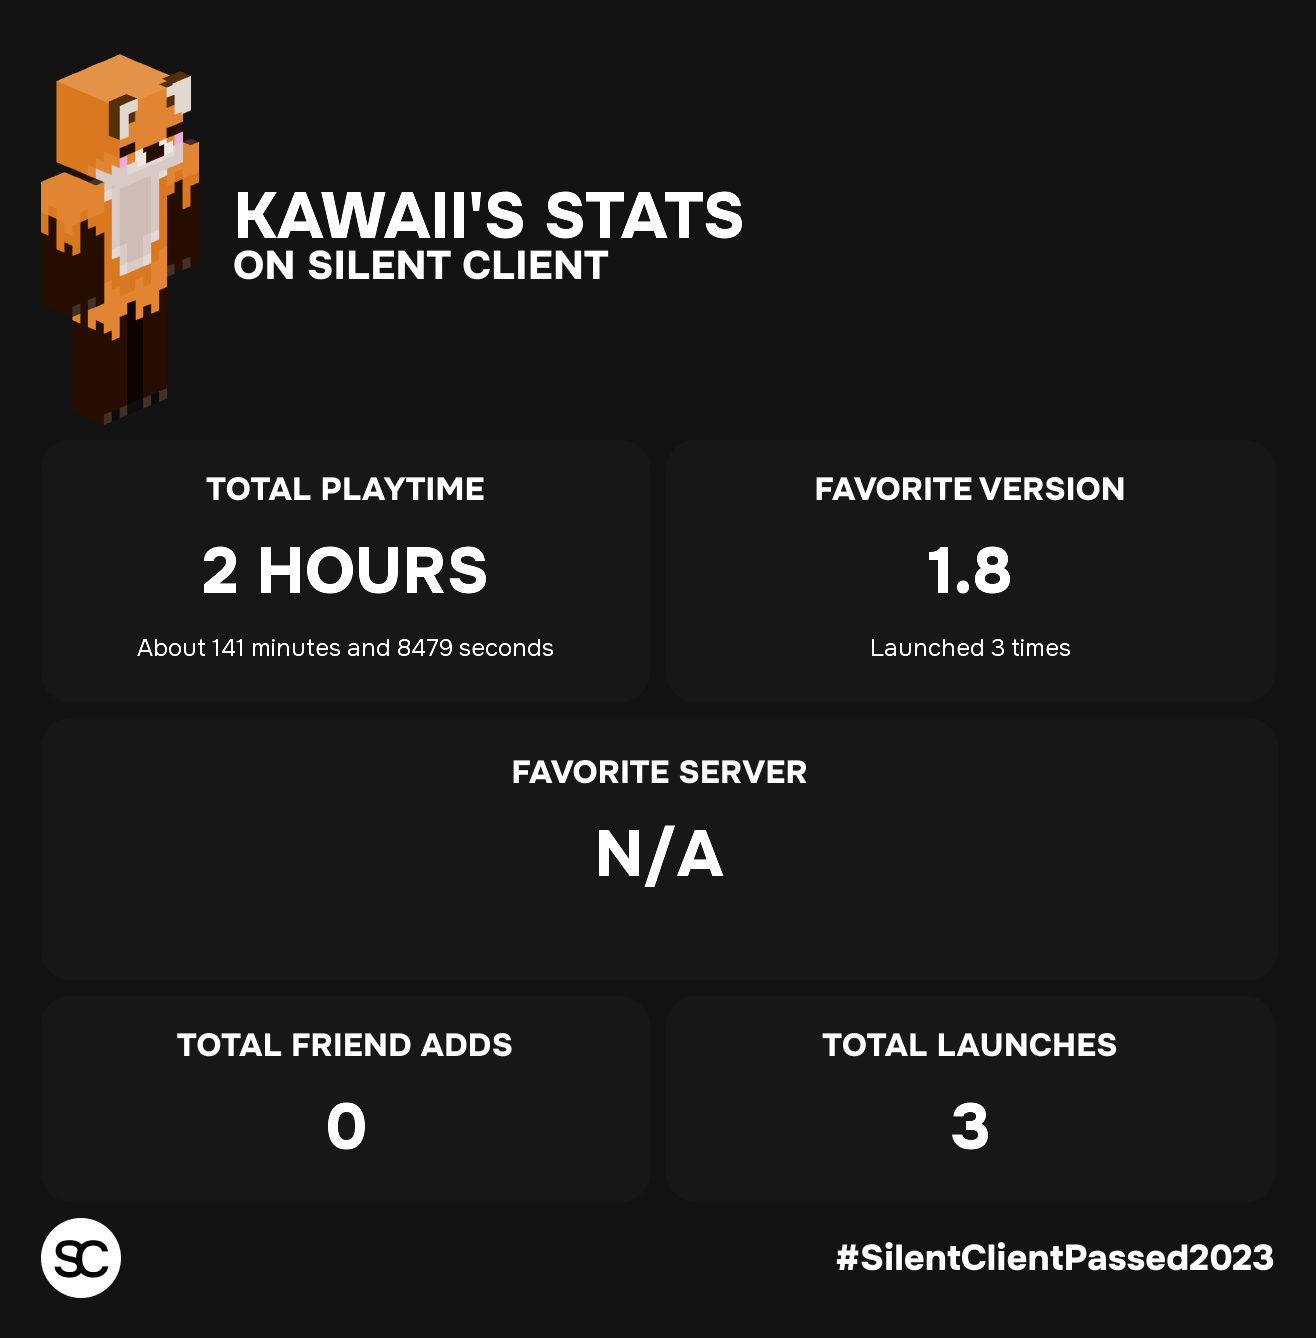 KAWAII'S STATS
ON SILENT CLIENT
TOTAL PLAYTIME
2 HOURS
About 141 minutes and 8479 seconds
FAVORITE VERSION
1.8
Launched 3 times
FAVORITE SERVER
N/A
TOTAL FRIEND ADDS
0
TOTAL LAUNCHES
3
SC
#SilentClientPassed2023